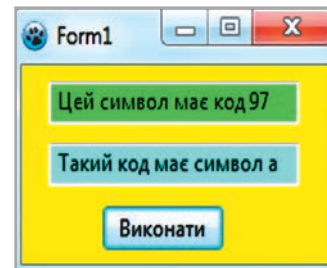 Form1
Цей символ має код 97
Такий код має символ a
Виконати